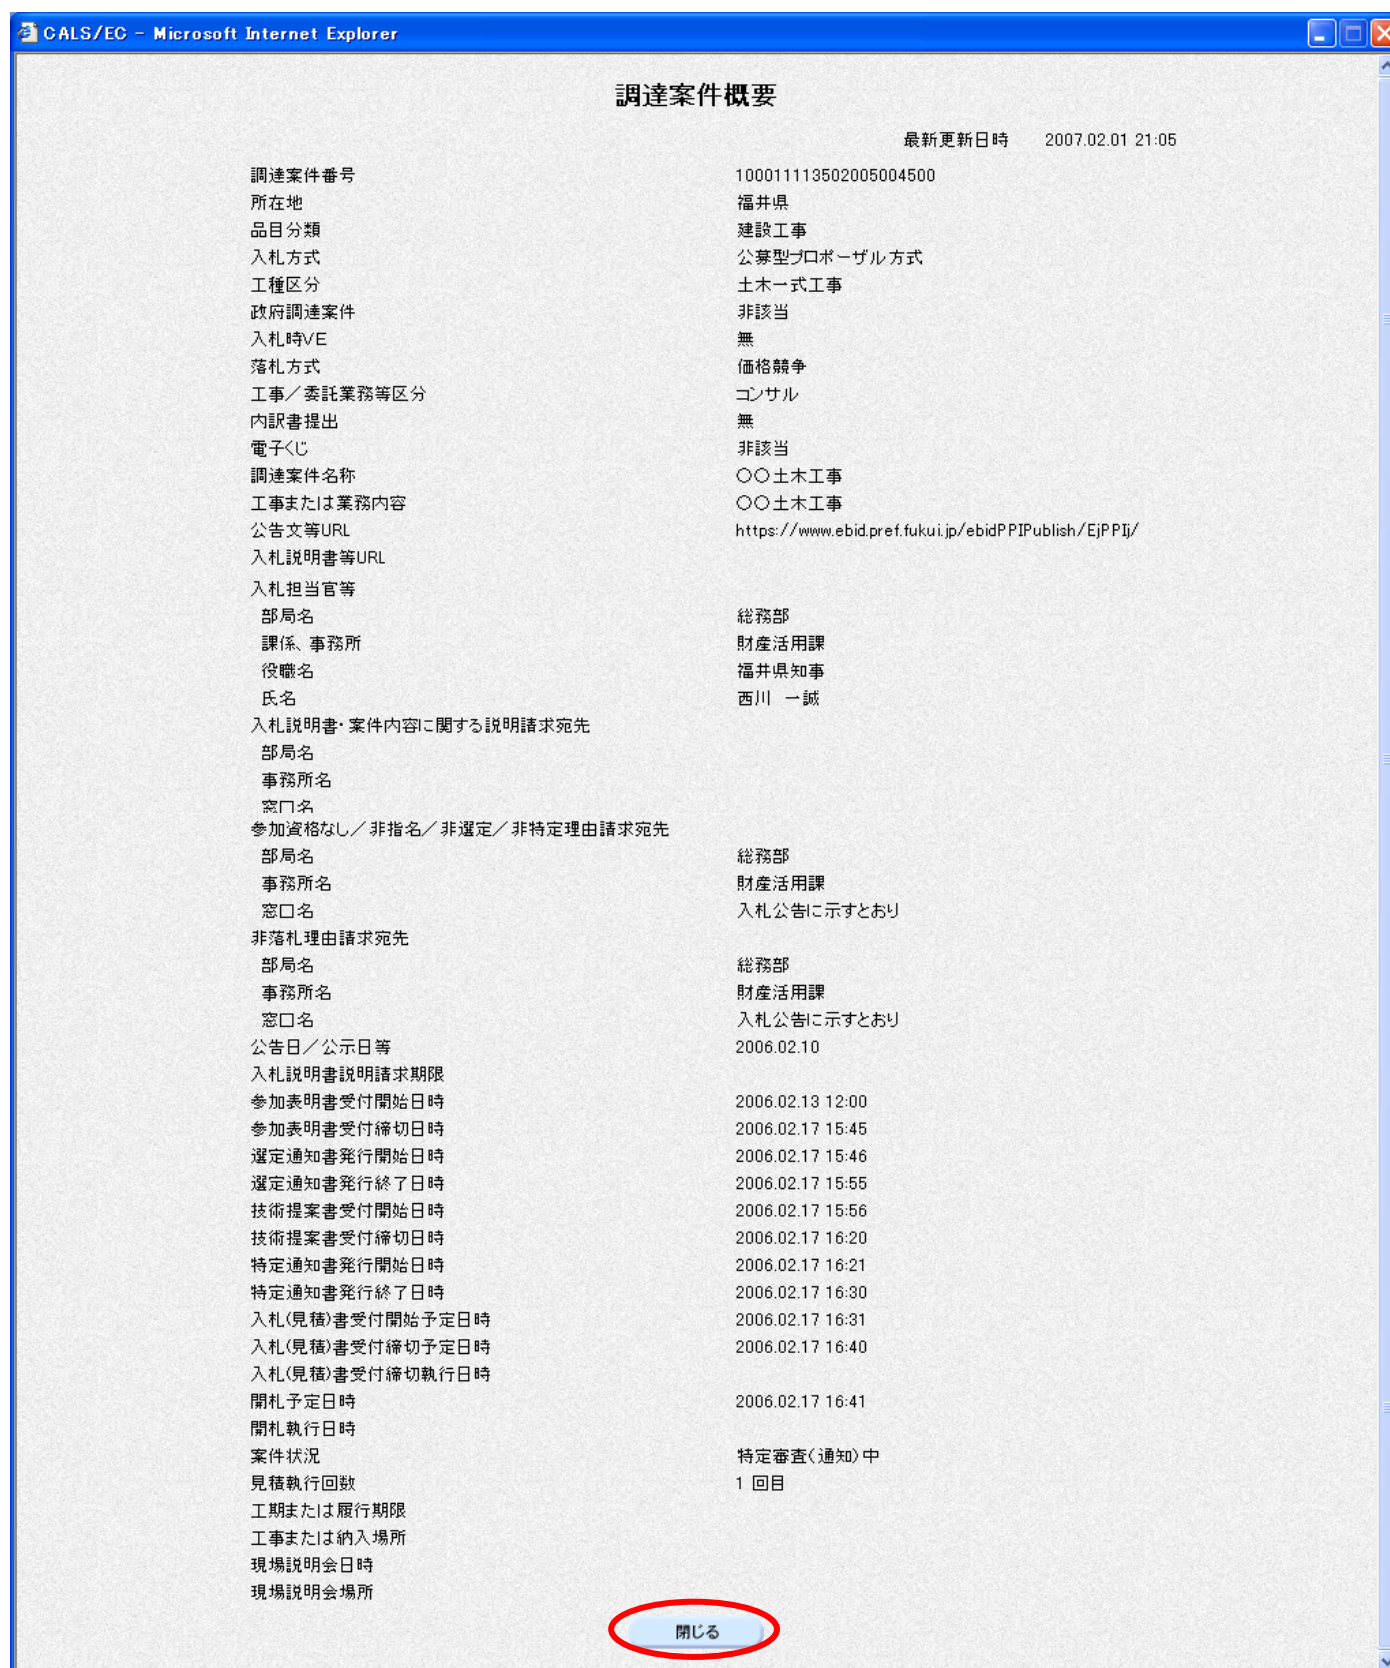 CALS/EC - Microsoft Internet Explorer
調達案件概要
最新更新日時 2007.02.01 21:05
調達案件番号 100011113502005004500
所在地 福井県
品目分類 建設工事
入札方式 公募型プロポーザル方式
工種区分 土木一式工事
政府調達案件 非該当
入札時VE 無
落札方式 価格競争
工事／委託業務等区分 コンサル
内訳書提出 無
電子くじ 非該当
調達案件名称 〇〇土木工事
工事または業務内容 〇〇土木工事
公告文等URL https://www.ebid.pref.fukui.jp/ebidPPIPublish/EjPPIj/
入札説明書等URL
入札担当官等
部局名 総務部
課係、事務所 財産活用課
役職名 福井県知事
氏名 西川 一誠
入札説明書・案件内容に関する説明請求宛先
部局名
事務所名
窓口名
参加資格なし／非指名／非選定／非特定理由請求宛先
部局名 総務部
事務所名 財産活用課
窓口名 入札公告に示すとおり
非落札理由請求宛先
部局名 総務部
事務所名 財産活用課
窓口名 入札公告に示すとおり
公告日／公示日等 2006.02.10
入札説明書説明請求期限
参加表明書受付開始日時 2006.02.13 12:00
参加表明書受付締切日時 2006.02.17 15:45
選定通知書発行開始日時 2006.02.17 15:46
選定通知書発行終了日時 2006.02.17 15:55
技術提案書受付開始日時 2006.02.17 15:56
技術提案書受付締切日時 2006.02.17 16:20
特定通知書発行開始日時 2006.02.17 16:21
特定通知書発行終了日時 2006.02.17 16:30
入札(見積)書受付開始予定日時 2006.02.17 16:31
入札(見積)書受付締切予定日時 2006.02.17 16:40
入札(見積)書受付締切執行日時
開札予定日時 2006.02.17 16:41
開札執行日時
案件状況 特定審査(通知)中
見積執行回数 1 回目
工期または履行期限
工事または納入場所
現場説明会日時
現場説明会場所
閉じる